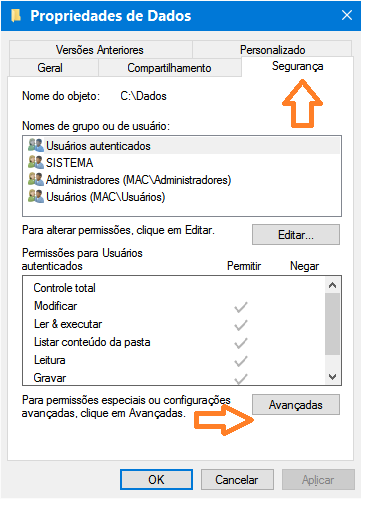 Propriedades de Dados
Versões Anteriores Personalizado
Geral Compartilhamento Segurança
Nome do objeto: C:\Dados
Nomes de grupo ou de usuário:
Usuários autenticados
SISTEMA
Administradores (MAC\Administradores)
Usuários (MAC\Usuários)
Para alterar permissões, clique em Editar. Editar...
Permissões para Usuários
autenticados Permitir Negar
Controle total
Modificar
Ler & executar
Listar conteúdo da pasta
Leitura
Gravar
Para permissões especiais ou configurações
avançadas, clique em Avançadas. Avançadas
OK Cancelar Aplicar